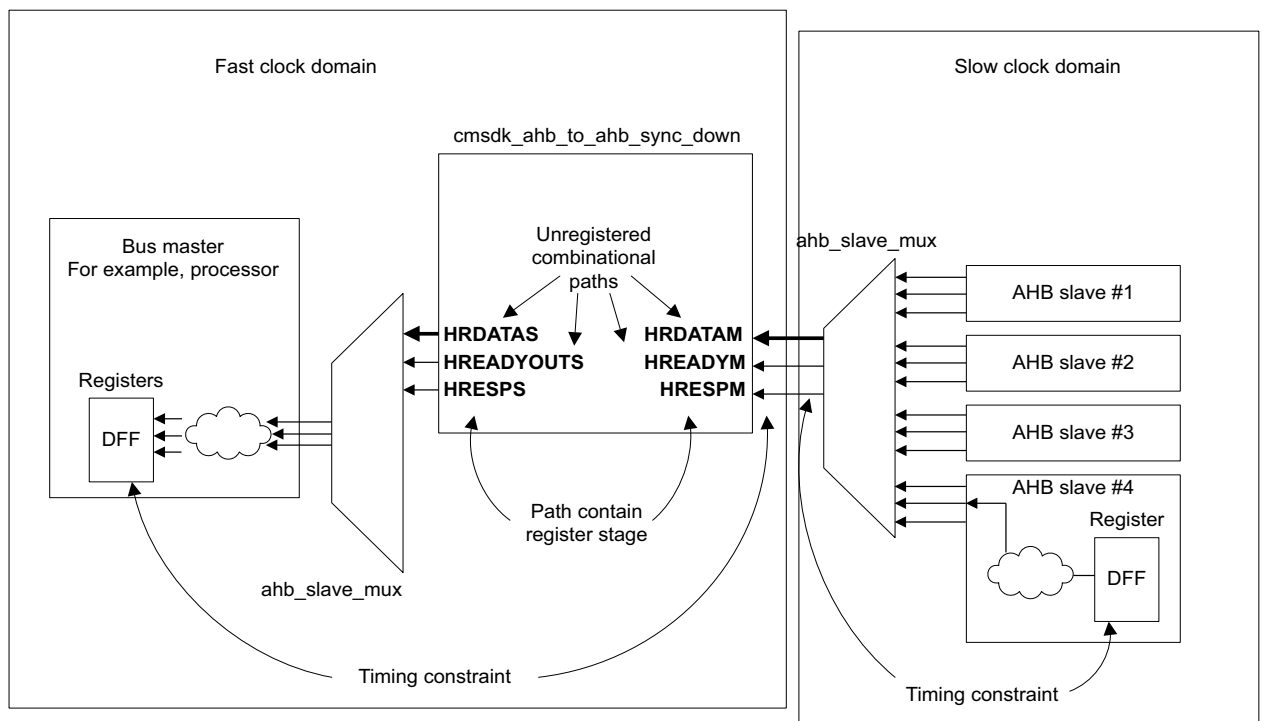 Fast clock domain
Slow clock domain
cmsdk_ahb_to_ahb_sync_down
Bus master
For example, processor
Unregistered
combinational
paths
ahb_slave_mux
AHB slave #1
HRDATAS
HRDATAM
HREADYOUTS
HREADYM
AHB slave #2
HRESPS
HRESPM
Registers
DFF
AHB slave #3
AHB slave #4
Path contain
register stage
Register
DFF
ahb_slave_mux
Timing constraint
Timing constraint